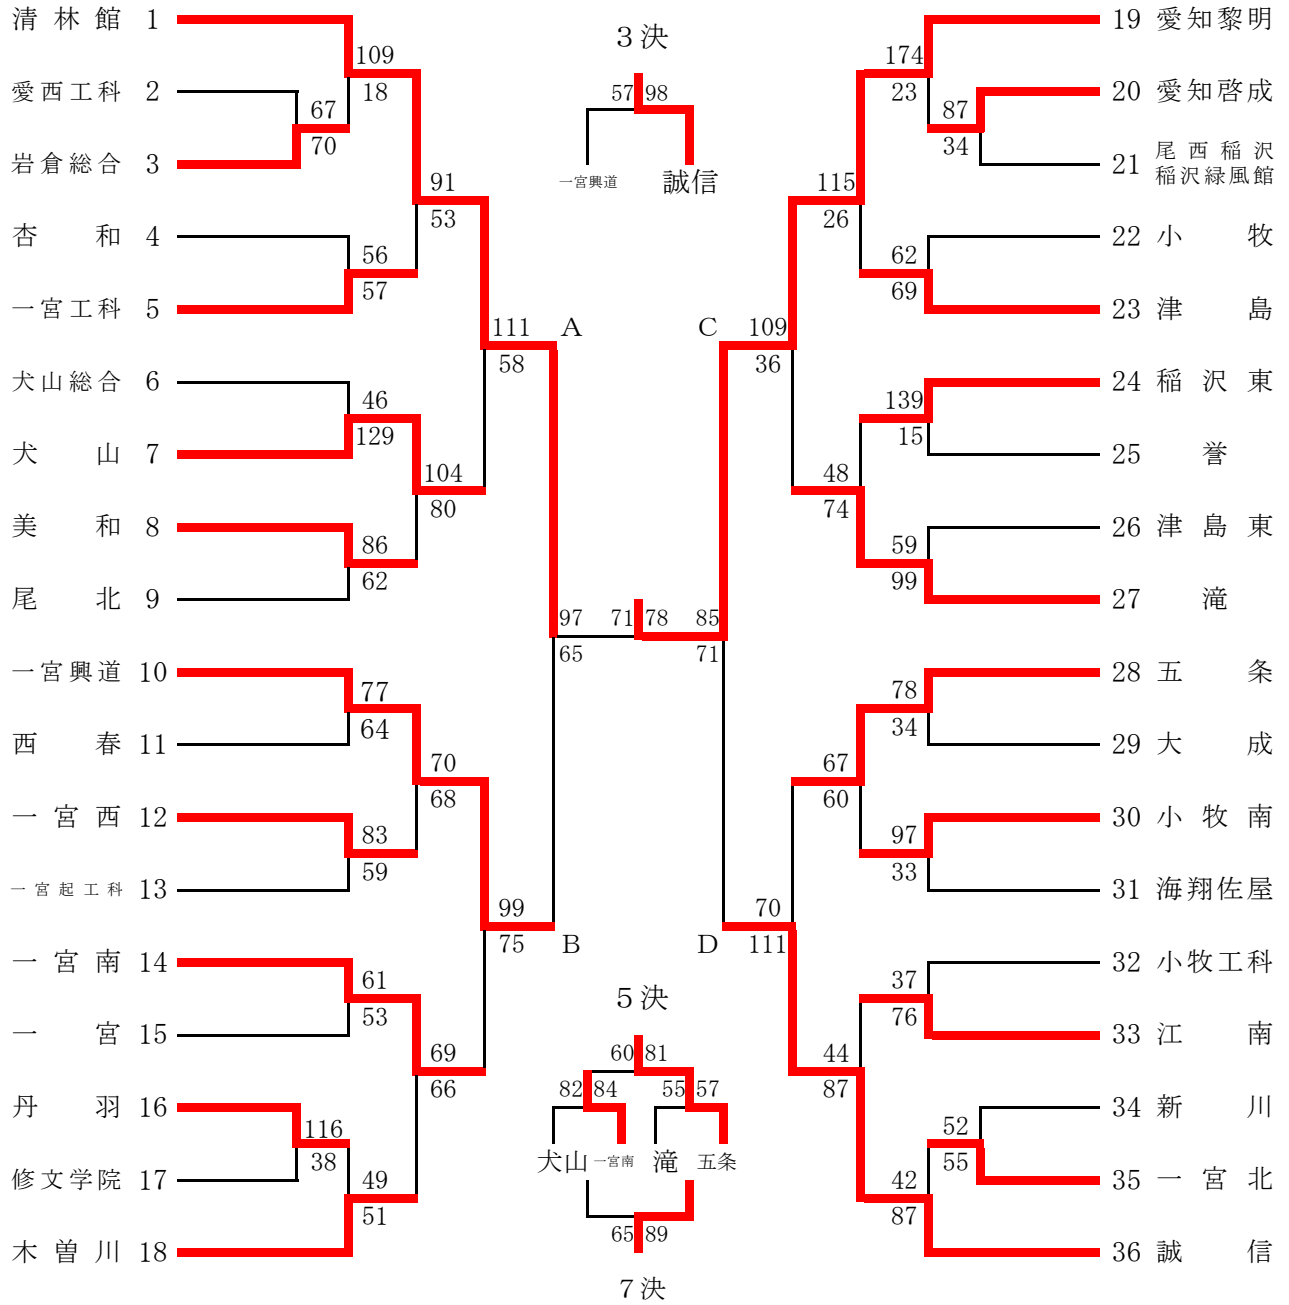 清林館 1
愛西工科 2
岩倉総合 3
杏和 4
一宮工科 5
犬山総合 6
犬山 7
美和 8
尾北 9
一宮興道 10
西春 11
一宮西 12
一宮起工科 13
一宮南 14
一宮 15
丹羽 16
修文学院 17
木曽川 18
109
18
67
70
91
53
56
57
111
58
A
46
129
104
80
86
62
97
65
77
64
70
68
83
59
99
75
B
61
53
69
66
116
38
49
51
3決
57 98
一宮興道 誠信
71 78
5決
60 81
82 84 55 57
犬山 一宮南 滝 五条
65 89
7決
174
23
87
34
115
26
62
69
C
109
36
139
15
48
74
59
99
85
71
78
34
67
60
97
33
D
70
111
37
76
44
87
52
55
42
87
19 愛知黎明
20 愛知啓成
21 尾西稲沢
稲沢緑風館
22 小牧
23 津島
24 稲沢東
25 誉
26 津島東
27 滝
28 五条
29 大成
30 小牧南
31 海翔佐屋
32 小牧工科
33 江南
34 新川
35 一宮北
36 誠信